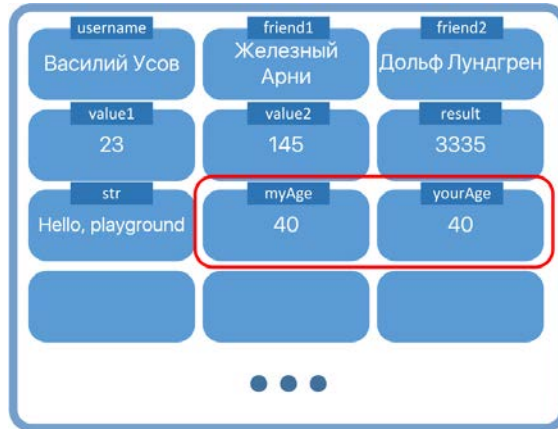 username
friend1
friend2
Василий Усов
Железный
Арни
Дольф Лундгрен
value1
value2
result
23
145
3335
str
myAge
yourAge
Hello, playground
40
40